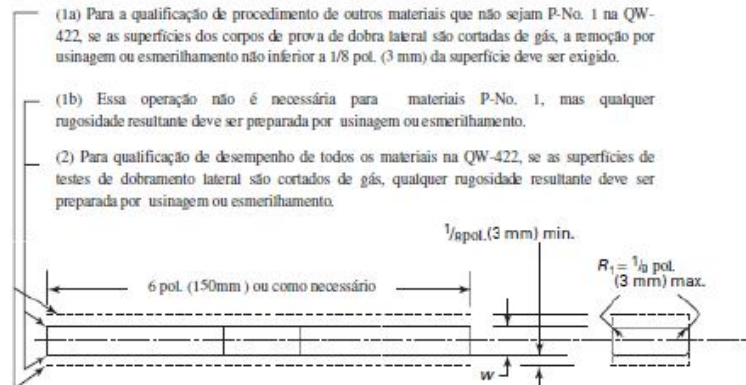 (1a) Para a qualificação de procedimento de outros materiais que não sejam P-No. 1 na QW-
422, se as superfícies dos corpos de prova de dobra lateral são cortadas de gás, a remoção por
usinagem ou esmerilhamento não inferior a 1/8 pol. (3 mm) da superfície deve ser exigido.
(1b) Essa operação não é necessária para materiais P-No. 1, mas qualquer
rugosidade resultante deve ser preparada por usinagem ou esmerilhamento.
(2) Para qualificação de desempenho de todos os materiais na QW-422, se as superfícies de
testes de dobramento lateral são cortados de gás, qualquer rugosidade resultante deve ser
preparada por usinagem ou esmerilhamento.
1/8pol.(3 mm) min.
6 pol. (150mm ) ou como necessário
R1 = 1/8 pol.
(3 mm) max.
w